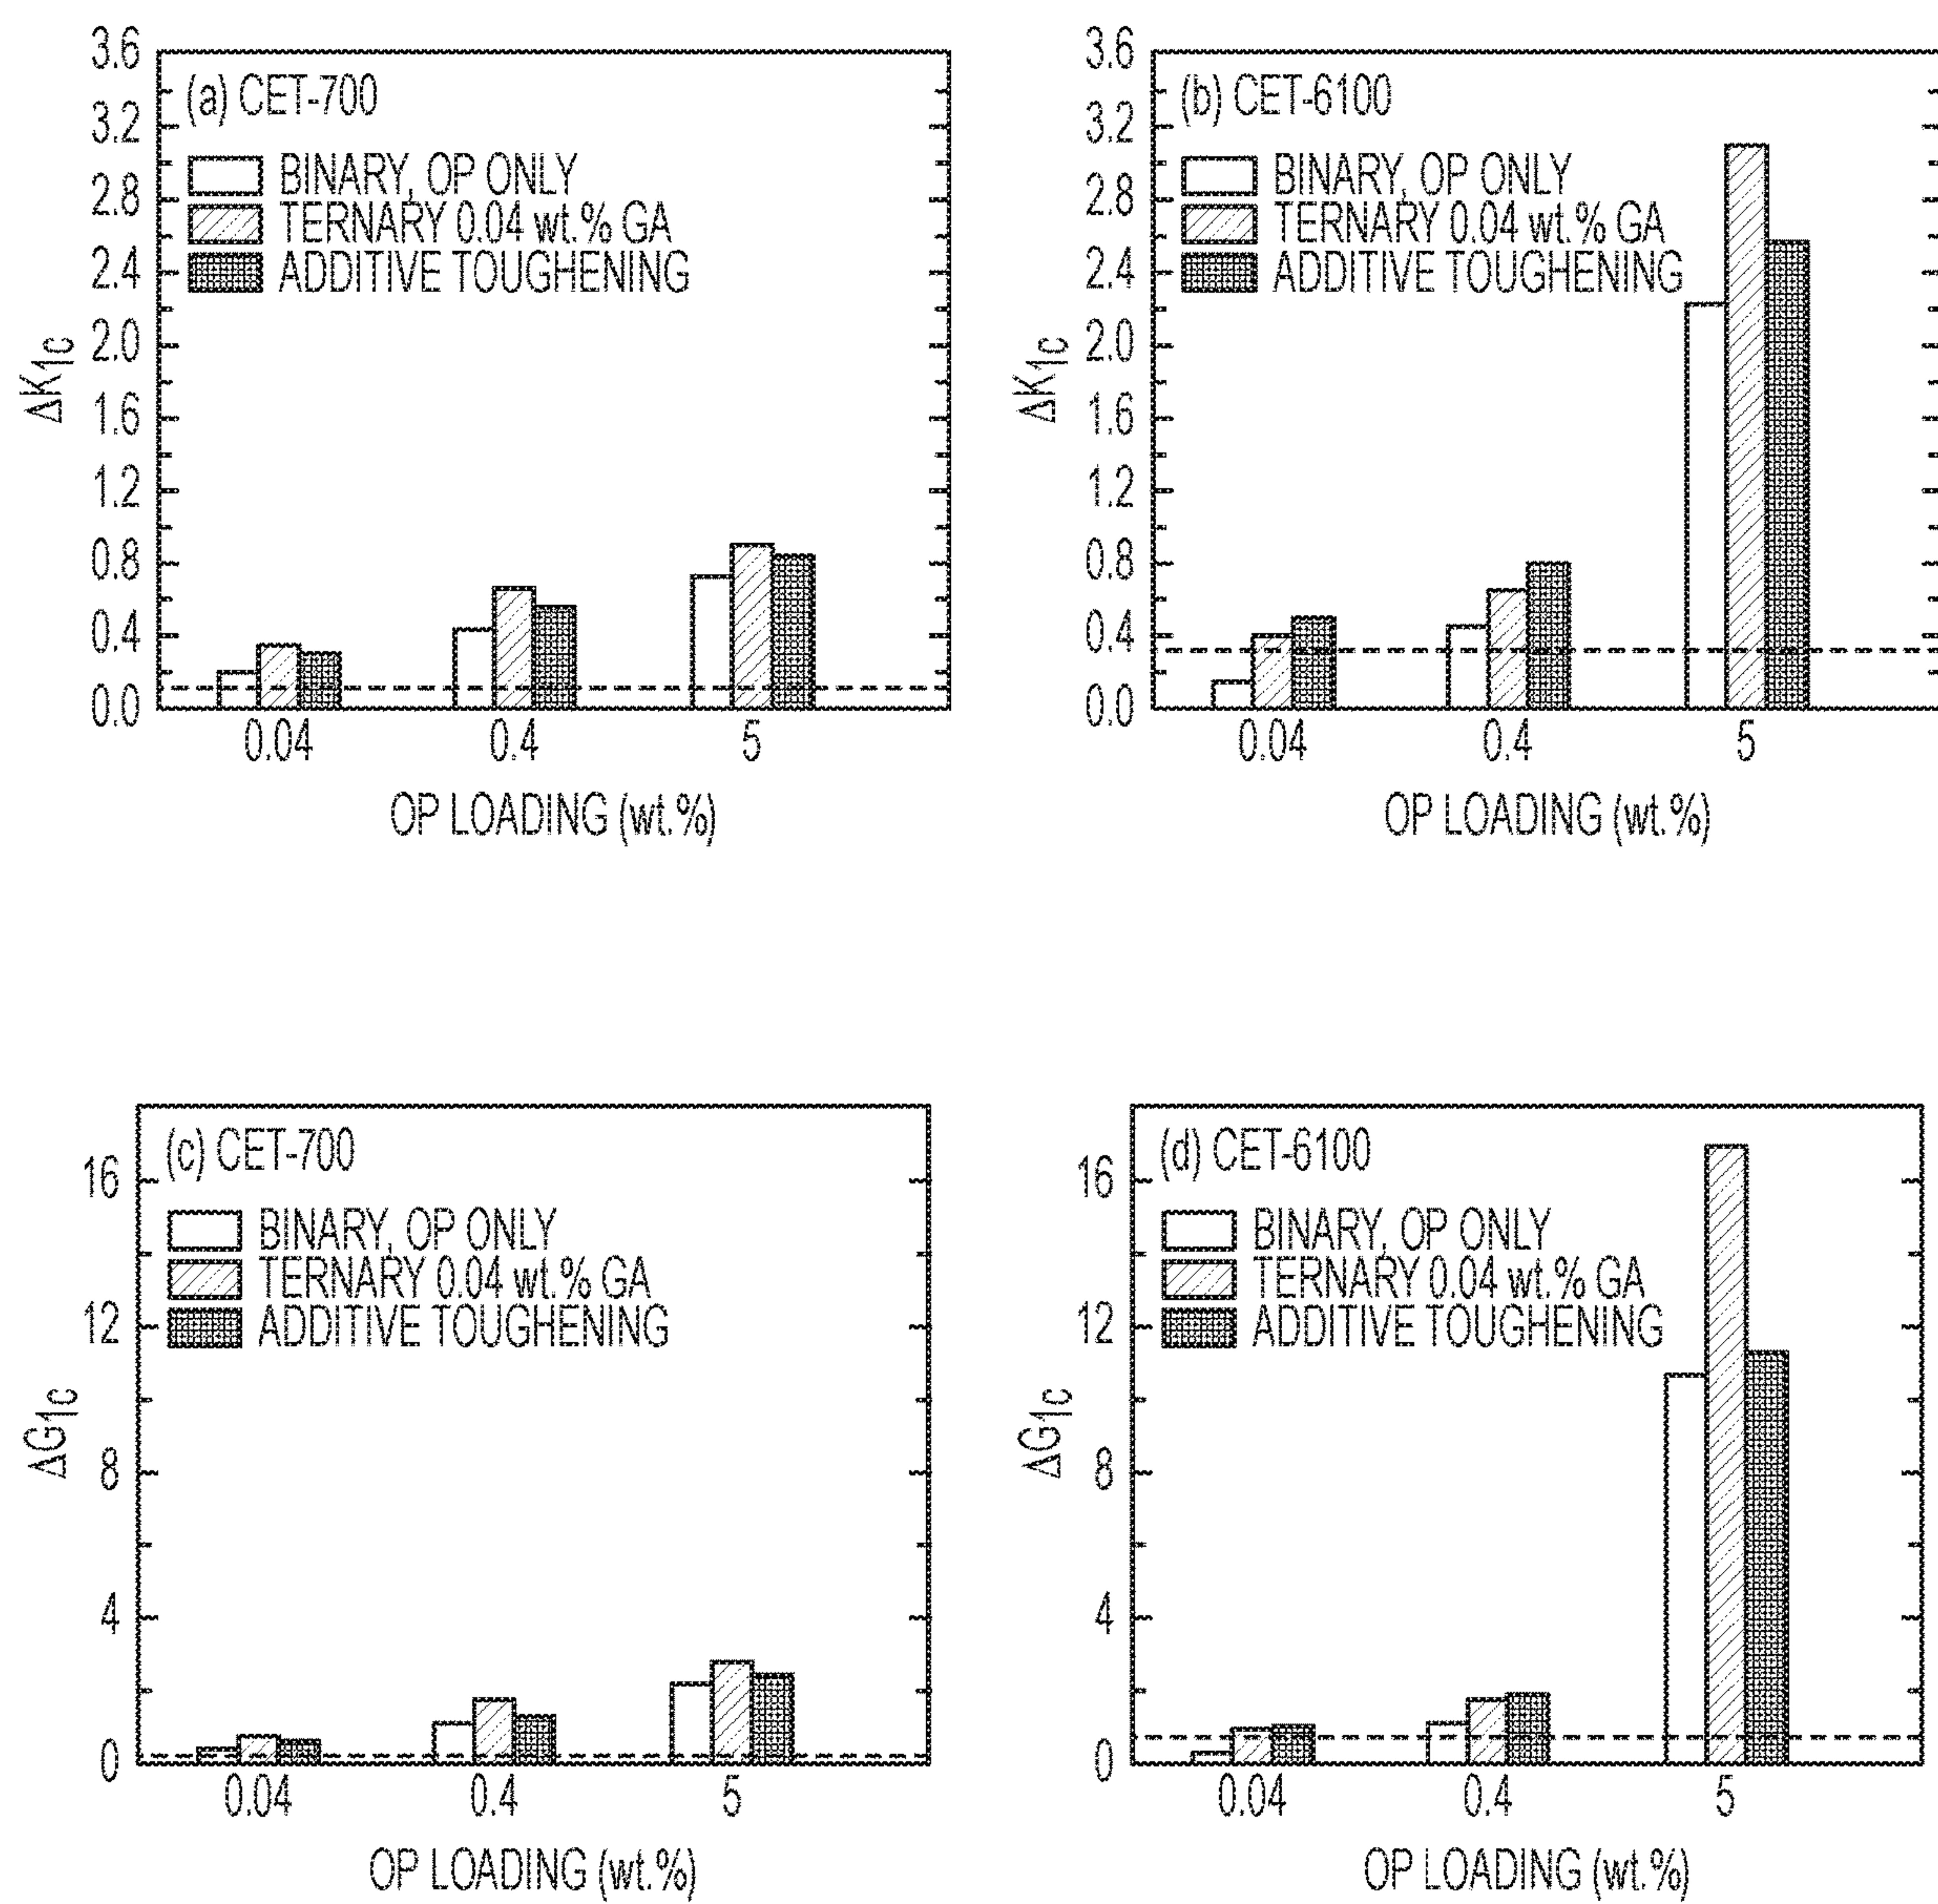 (a) CET-700
BINARY, OP ONLY
TERNARY 0.04 wt.% GA
ADDITIVE TOUGHENING
ΔK1c
3.6
3.2
2.8
2.4
2.0
1.6
1.2
0.8
0.4
0.0
0.04 0.4 5
OP LOADING (wt.%)
(b) CET-6100
BINARY, OP ONLY
TERNARY 0.04 wt.% GA
ADDITIVE TOUGHENING
ΔK1c
3.6
3.2
2.8
2.4
2.0
1.6
1.2
0.8
0.4
0.0
0.04 0.4 5
OP LOADING (wt.%)
(c) CET-700
BINARY, OP ONLY
TERNARY 0.04 wt.% GA
ADDITIVE TOUGHENING
ΔG1c
16
12
8
4
0
0.04 0.4 5
OP LOADING (wt.%)
(d) CET-6100
BINARY, OP ONLY
TERNARY 0.04 wt.% GA
ADDITIVE TOUGHENING
ΔG1c
16
12
8
4
0
0.04 0.4 5
OP LOADING (wt.%)